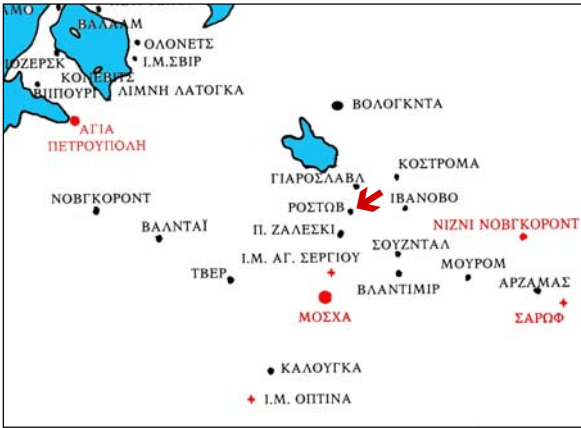 ΒΑΛΑΑΜ
ΟΛΟΝΕΤΣ
Ι.Μ.ΣΒΙΡ
ΚΟΝΕΒΙΤΣ
ΒΙΙΠΟΥΡΙ
ΛΙΜΝΗ ΛΑΤΟΓΚΑ
ΒΟΛΟΓΚΝΤΑ
ΑΓΙΑ
ΠΕΤΡΟΥΠΟΛΗ
ΚΟΣΤΡΟΜΑ
ΓΙΑΡΟΣΛΑΒΛ
ΝΟΒΓΚΟΡΟΝΤ
ΡΟΣΤΩΒ
ΙΒΑΝΟΒΟ
ΒΑΛΝΤΑΪ
Π. ΖΑΛΕΣΚΙ
ΝΙΖΝΙ ΝΟΒΓΚΟΡΟΝΤ
ΣΟΥΖΝΤΑΛ
Ι.Μ. ΑΓ. ΣΕΡΓΙΟΥ
ΜΟΥΡΟΜ
ΤΒΕΡ
ΒΛΑΝΤΙΜΙΡ
ΑΡΖΑΜΑΣ
ΜΟΣΧΑ
ΣΑΡΩΦ
ΚΑΛΟΥΓΚΑ
Ι.Μ. ΟΠΤΙΝΑ